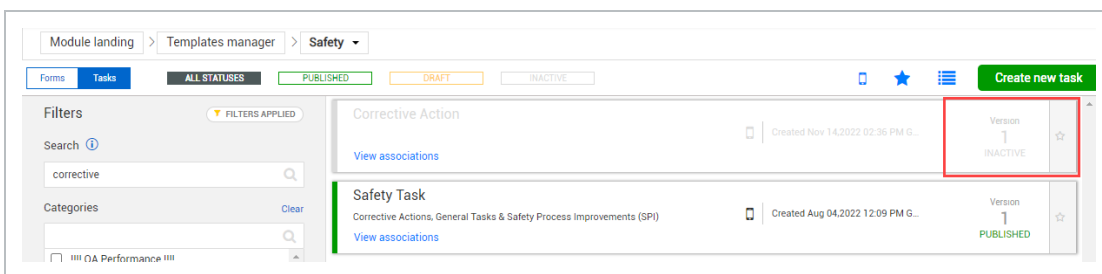 Module landing > Templates manager > Safety
Forms Tasks ALL STATUSES PUBLISHED DRAFT INACTIVE Create new task
Filters FILTERS APPLIED
Search
corrective
Categories Clear
!!!! QA Performance !!!!
Corrective Action
Created Nov 14,2022 02:36 PM G...
Version
1
INACTIVE
View associations
Safety Task
Corrective Actions, General Tasks & Safety Process Improvements (SPI)
Created Aug 04,2022 12:09 PM G...
Version
1
PUBLISHED
View associations